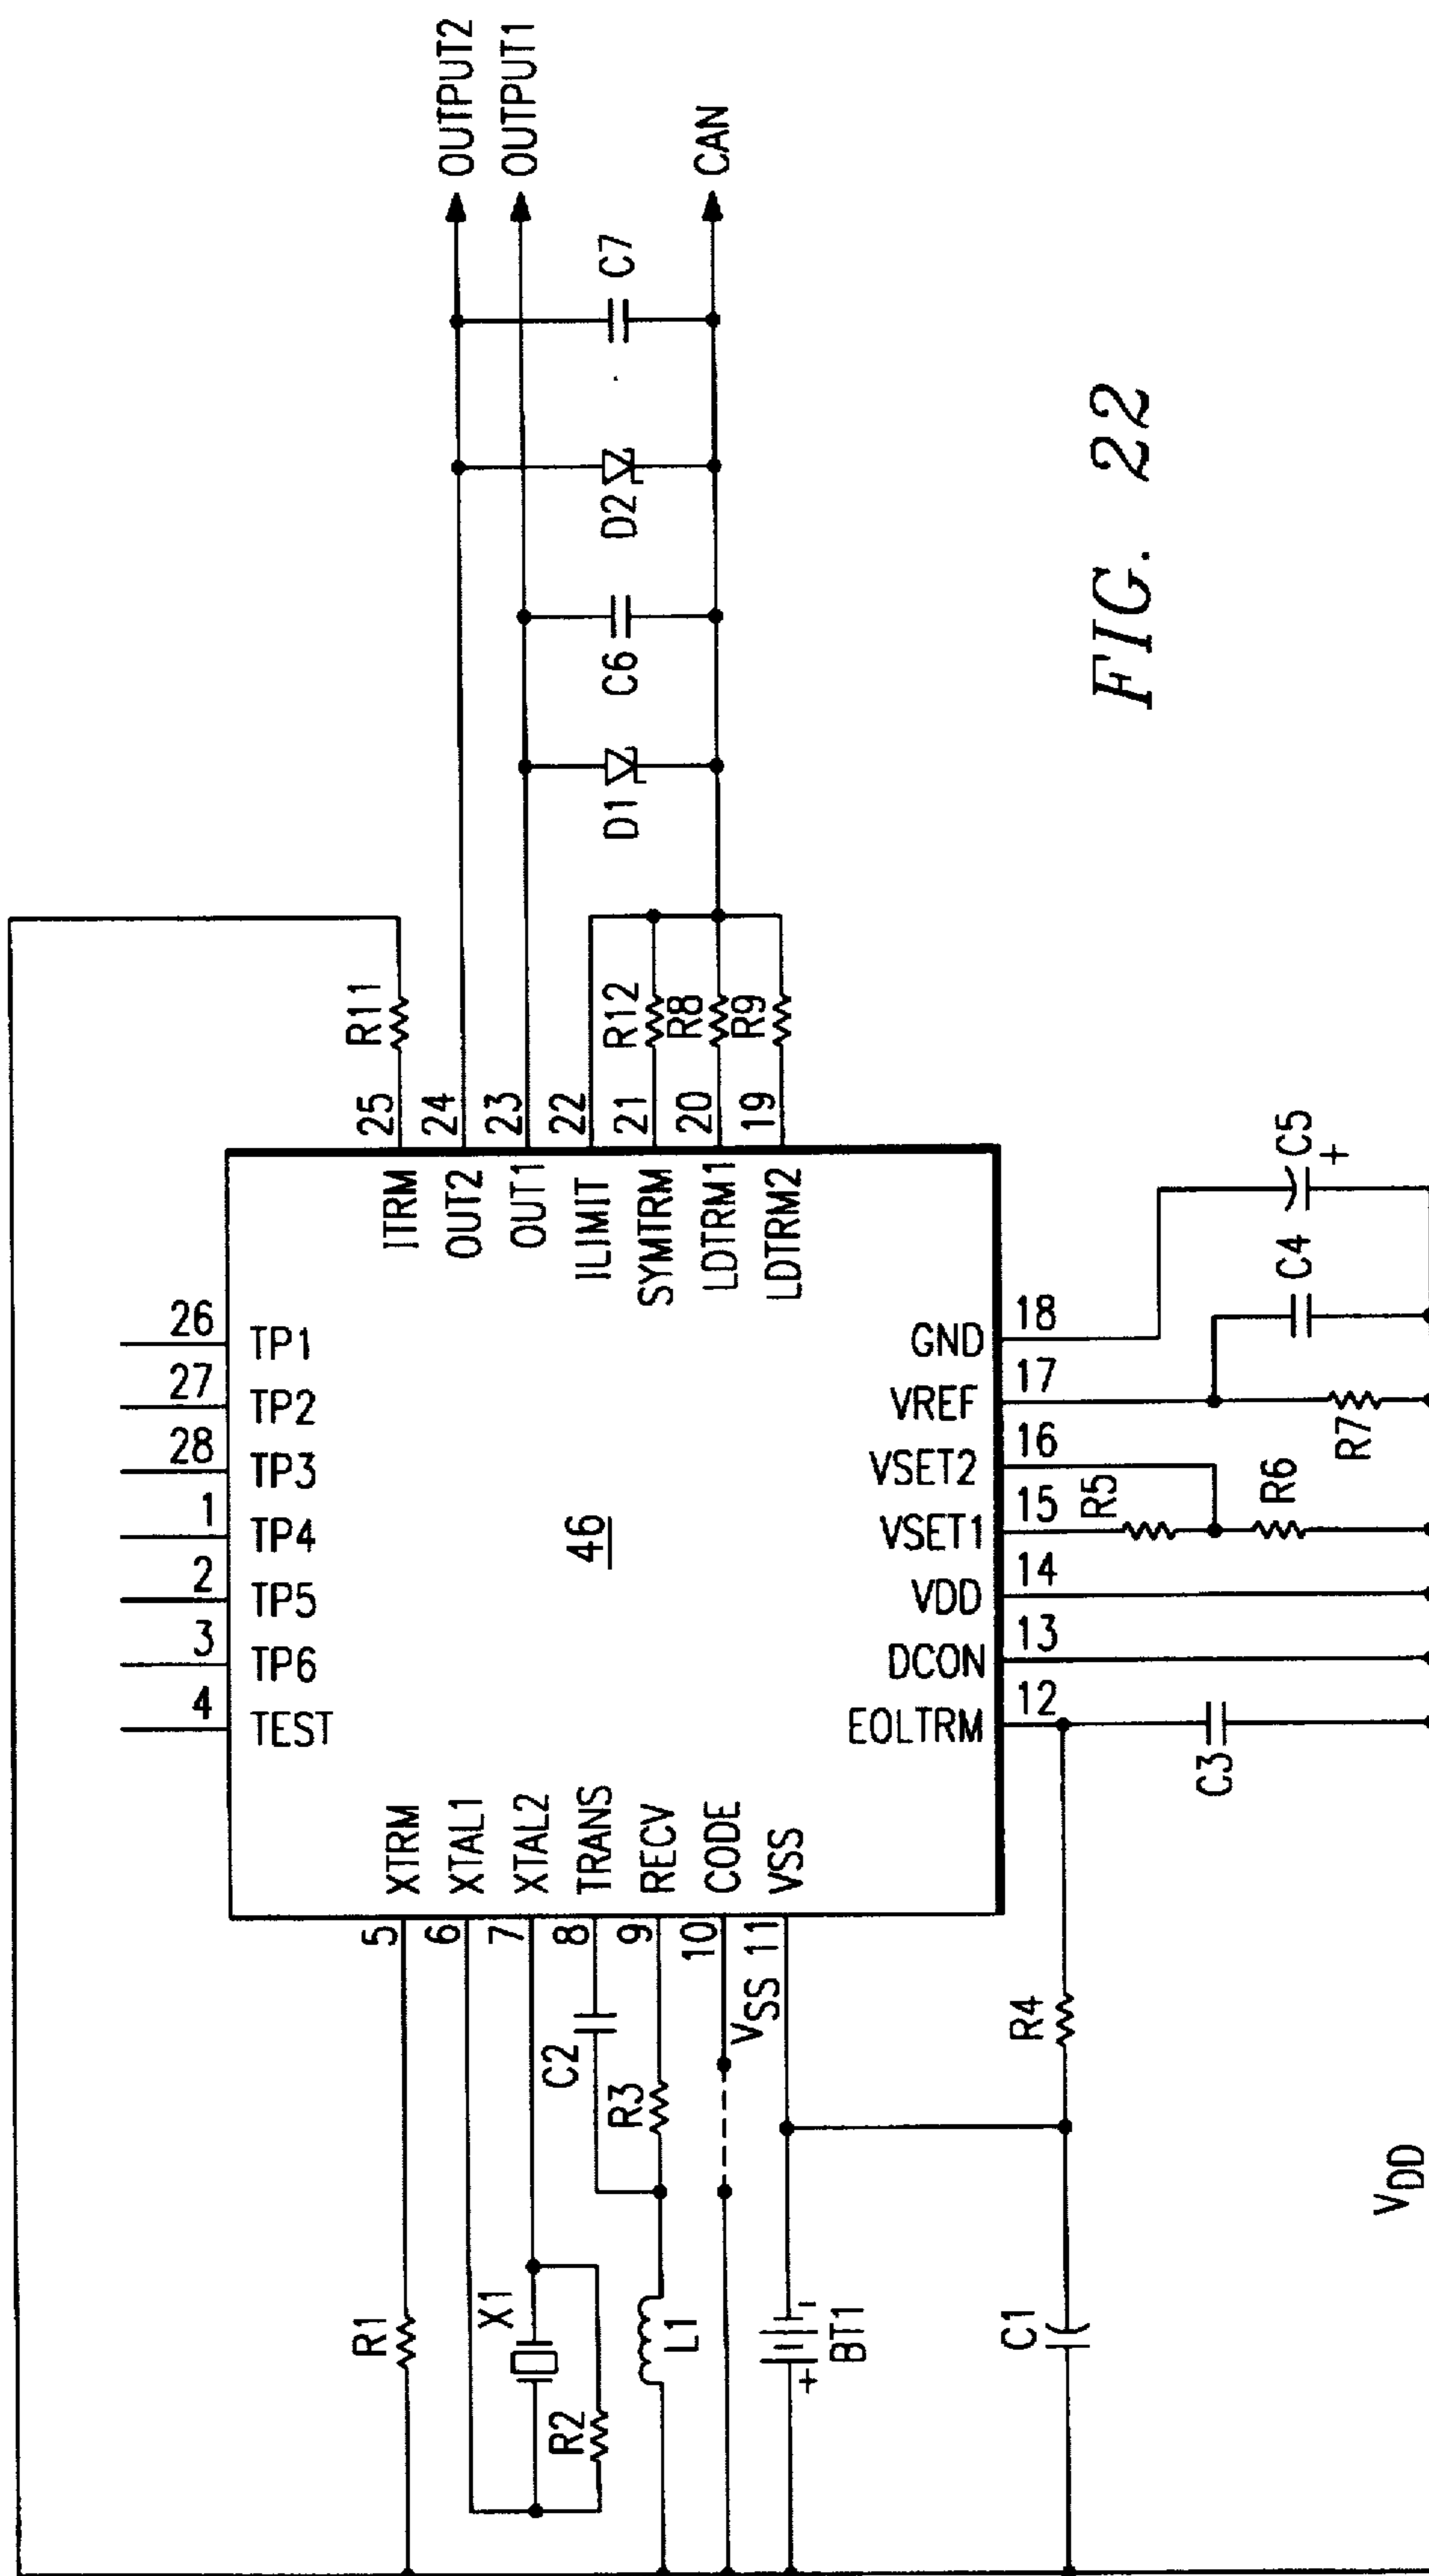 OUTPUT2
OUTPUT1
CAN
C7
D2
C6
D1
R11
R12
R8
R9
25
24
23
22
21
20
19
ITRM
OUT2
OUT1
ILIMIT
SYMTRM
LDTRM1
LDTRM2
26 TP1
27 TP2
28 TP3
1 TP4
2 TP5
3 TP6
4 TEST
46
GND 18
VREF 17
VSET2 16
VSET1 15
VDD 14
DCON 13
EOLTRM 12
C5
+
C4
R7
R6
R5
C3
XTRM
XTAL1
XTAL2
TRANS
RECV
CODE
VSS
5
6
7
8
9
10
11
VSS
C2
R3
R4
R1
X1
R2
L1
+ -
BT1
C1
VDD
FIG. 22